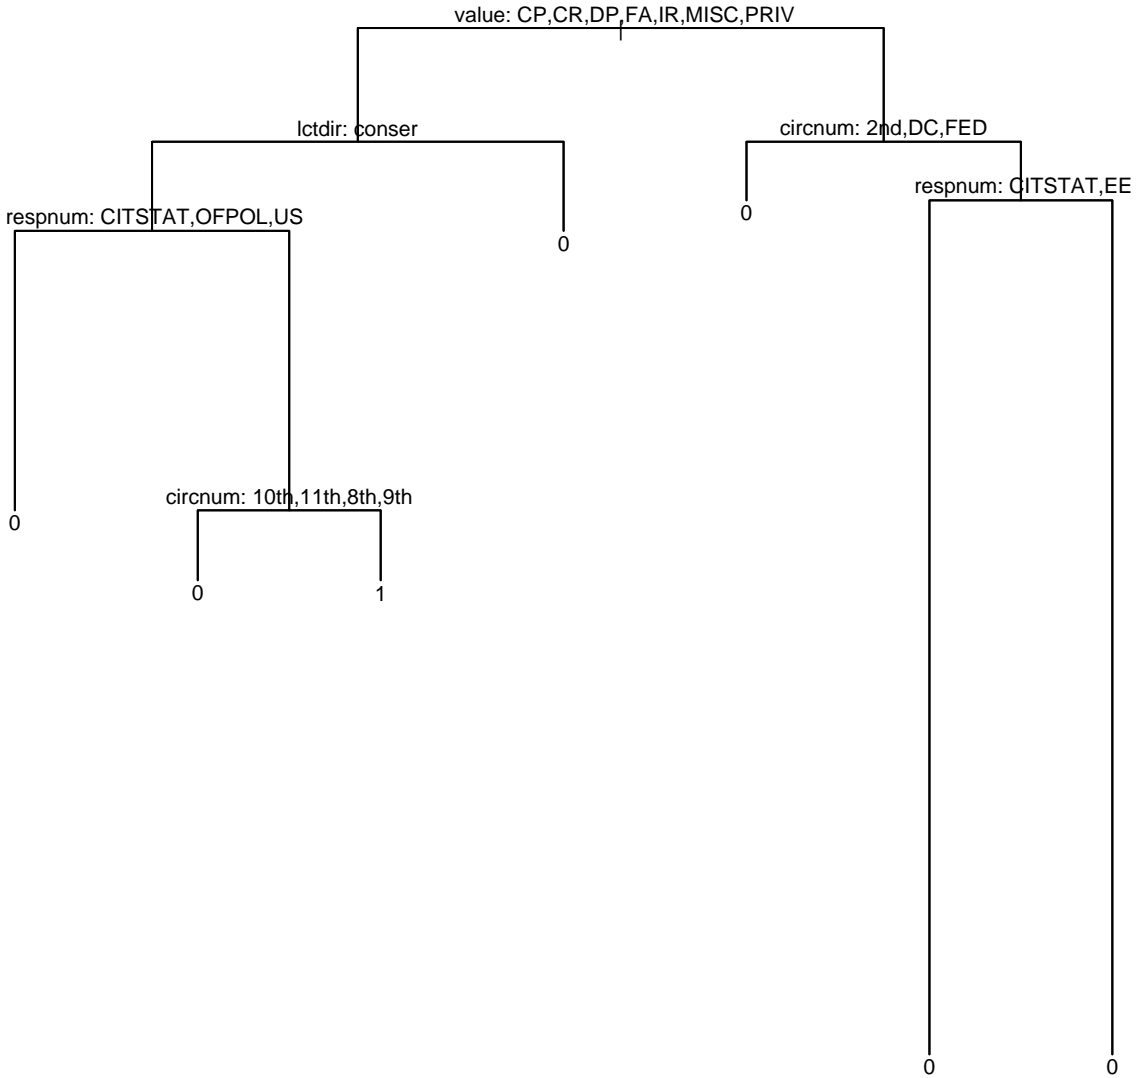 value: CP,CR,DP,FA,IR,MISC,PRIV
lctdir: conser
circnum: 2nd,DC,FED
respnum: CITSTAT,EE
respnum: CITSTAT,OFPOL,US
0
0
circnum: 10th,11th,8th,9th
0
0
1
0
0